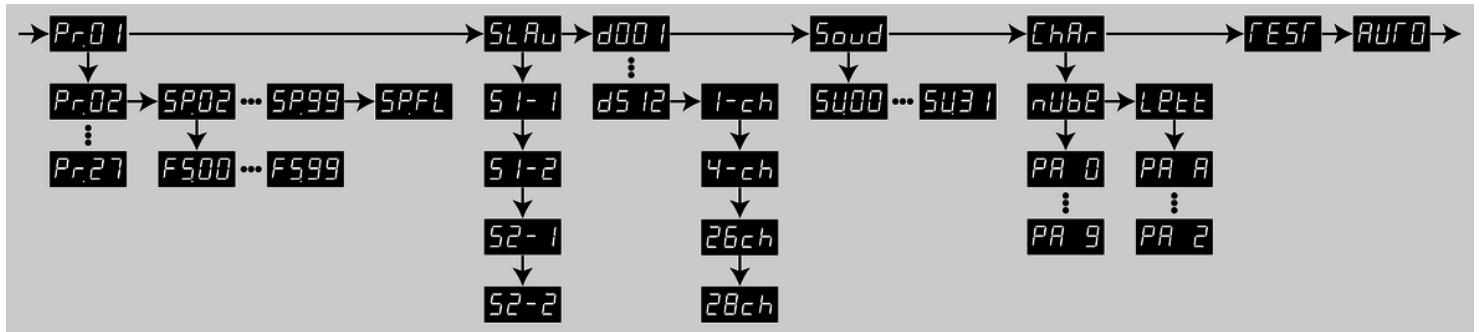 Pr.01 SLAu d001 Soud ChAr TEST AUTO
Pr.02 SP.02 SP.99 SP.FL S1-1 d512 1-ch SU.00 SU.31 nUbE LEtt
Pr.27 FS.00 FS.99 S1-2 4-ch PA 0 PA A
S2-1 26ch PA 9 PA Z
S2-2 28ch